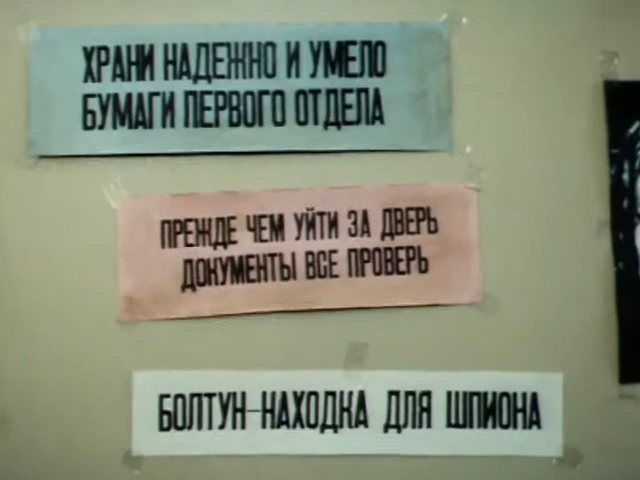 ХРАНИ НАДЕЖНО И УМЕЛО
БУМАГИ ПЕРВОГО ОТДЕЛА
ПРЕЖДЕ ЧЕМ УЙТИ ЗА ДВЕРЬ
ДОКУМЕНТЫ ВСЕ ПРОВЕРЬ
БОЛТУН-НАХОДКА ДЛЯ ШПИОНА